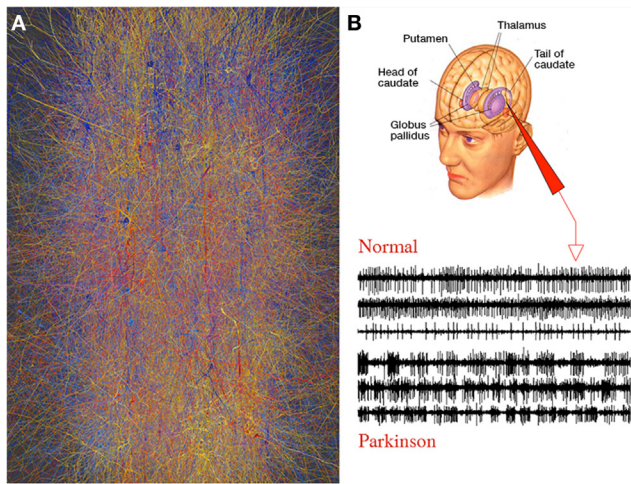 A
B
Thalamus
Putamen
Tail of
caudate
Head of
caudate
Globus
pallidus
Normal
Parkinson